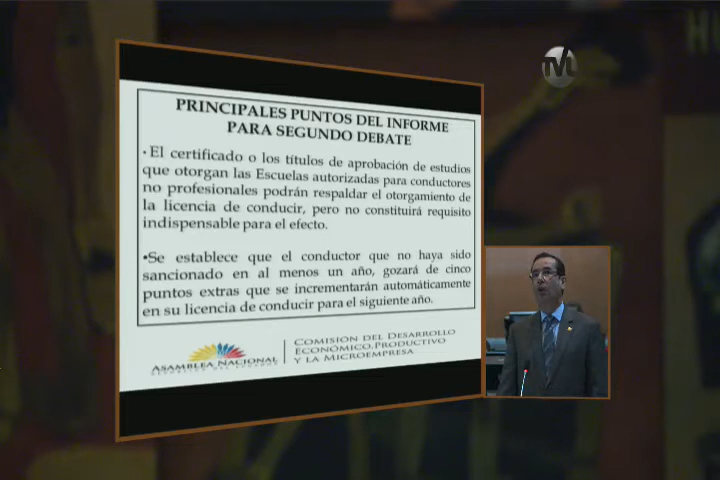 TVL
PRINCIPALES PUNTOS DEL INFORME
PARA SEGUNDO DEBATE
• El certificado o los títulos de aprobación de estudios
que otorgan las Escuelas autorizadas para conductores
no profesionales podrán respaldar el otorgamiento de
la licencia de conducir, pero no constituirá requisito
indispensable para el efecto.
•Se establece que el conductor que no haya sido
sancionado en al menos un año, gozará de cinco
puntos extras que se incrementarán automáticamente
en su licencia de conducir para el siguiente año.
ASAMBLEA NACIONAL
REPÚBLICA DEL ECUADOR
COMISION DEL DESARROLLO
ECONÓMICO, PRODUCTIVO
Y LA MICROEMPRESA